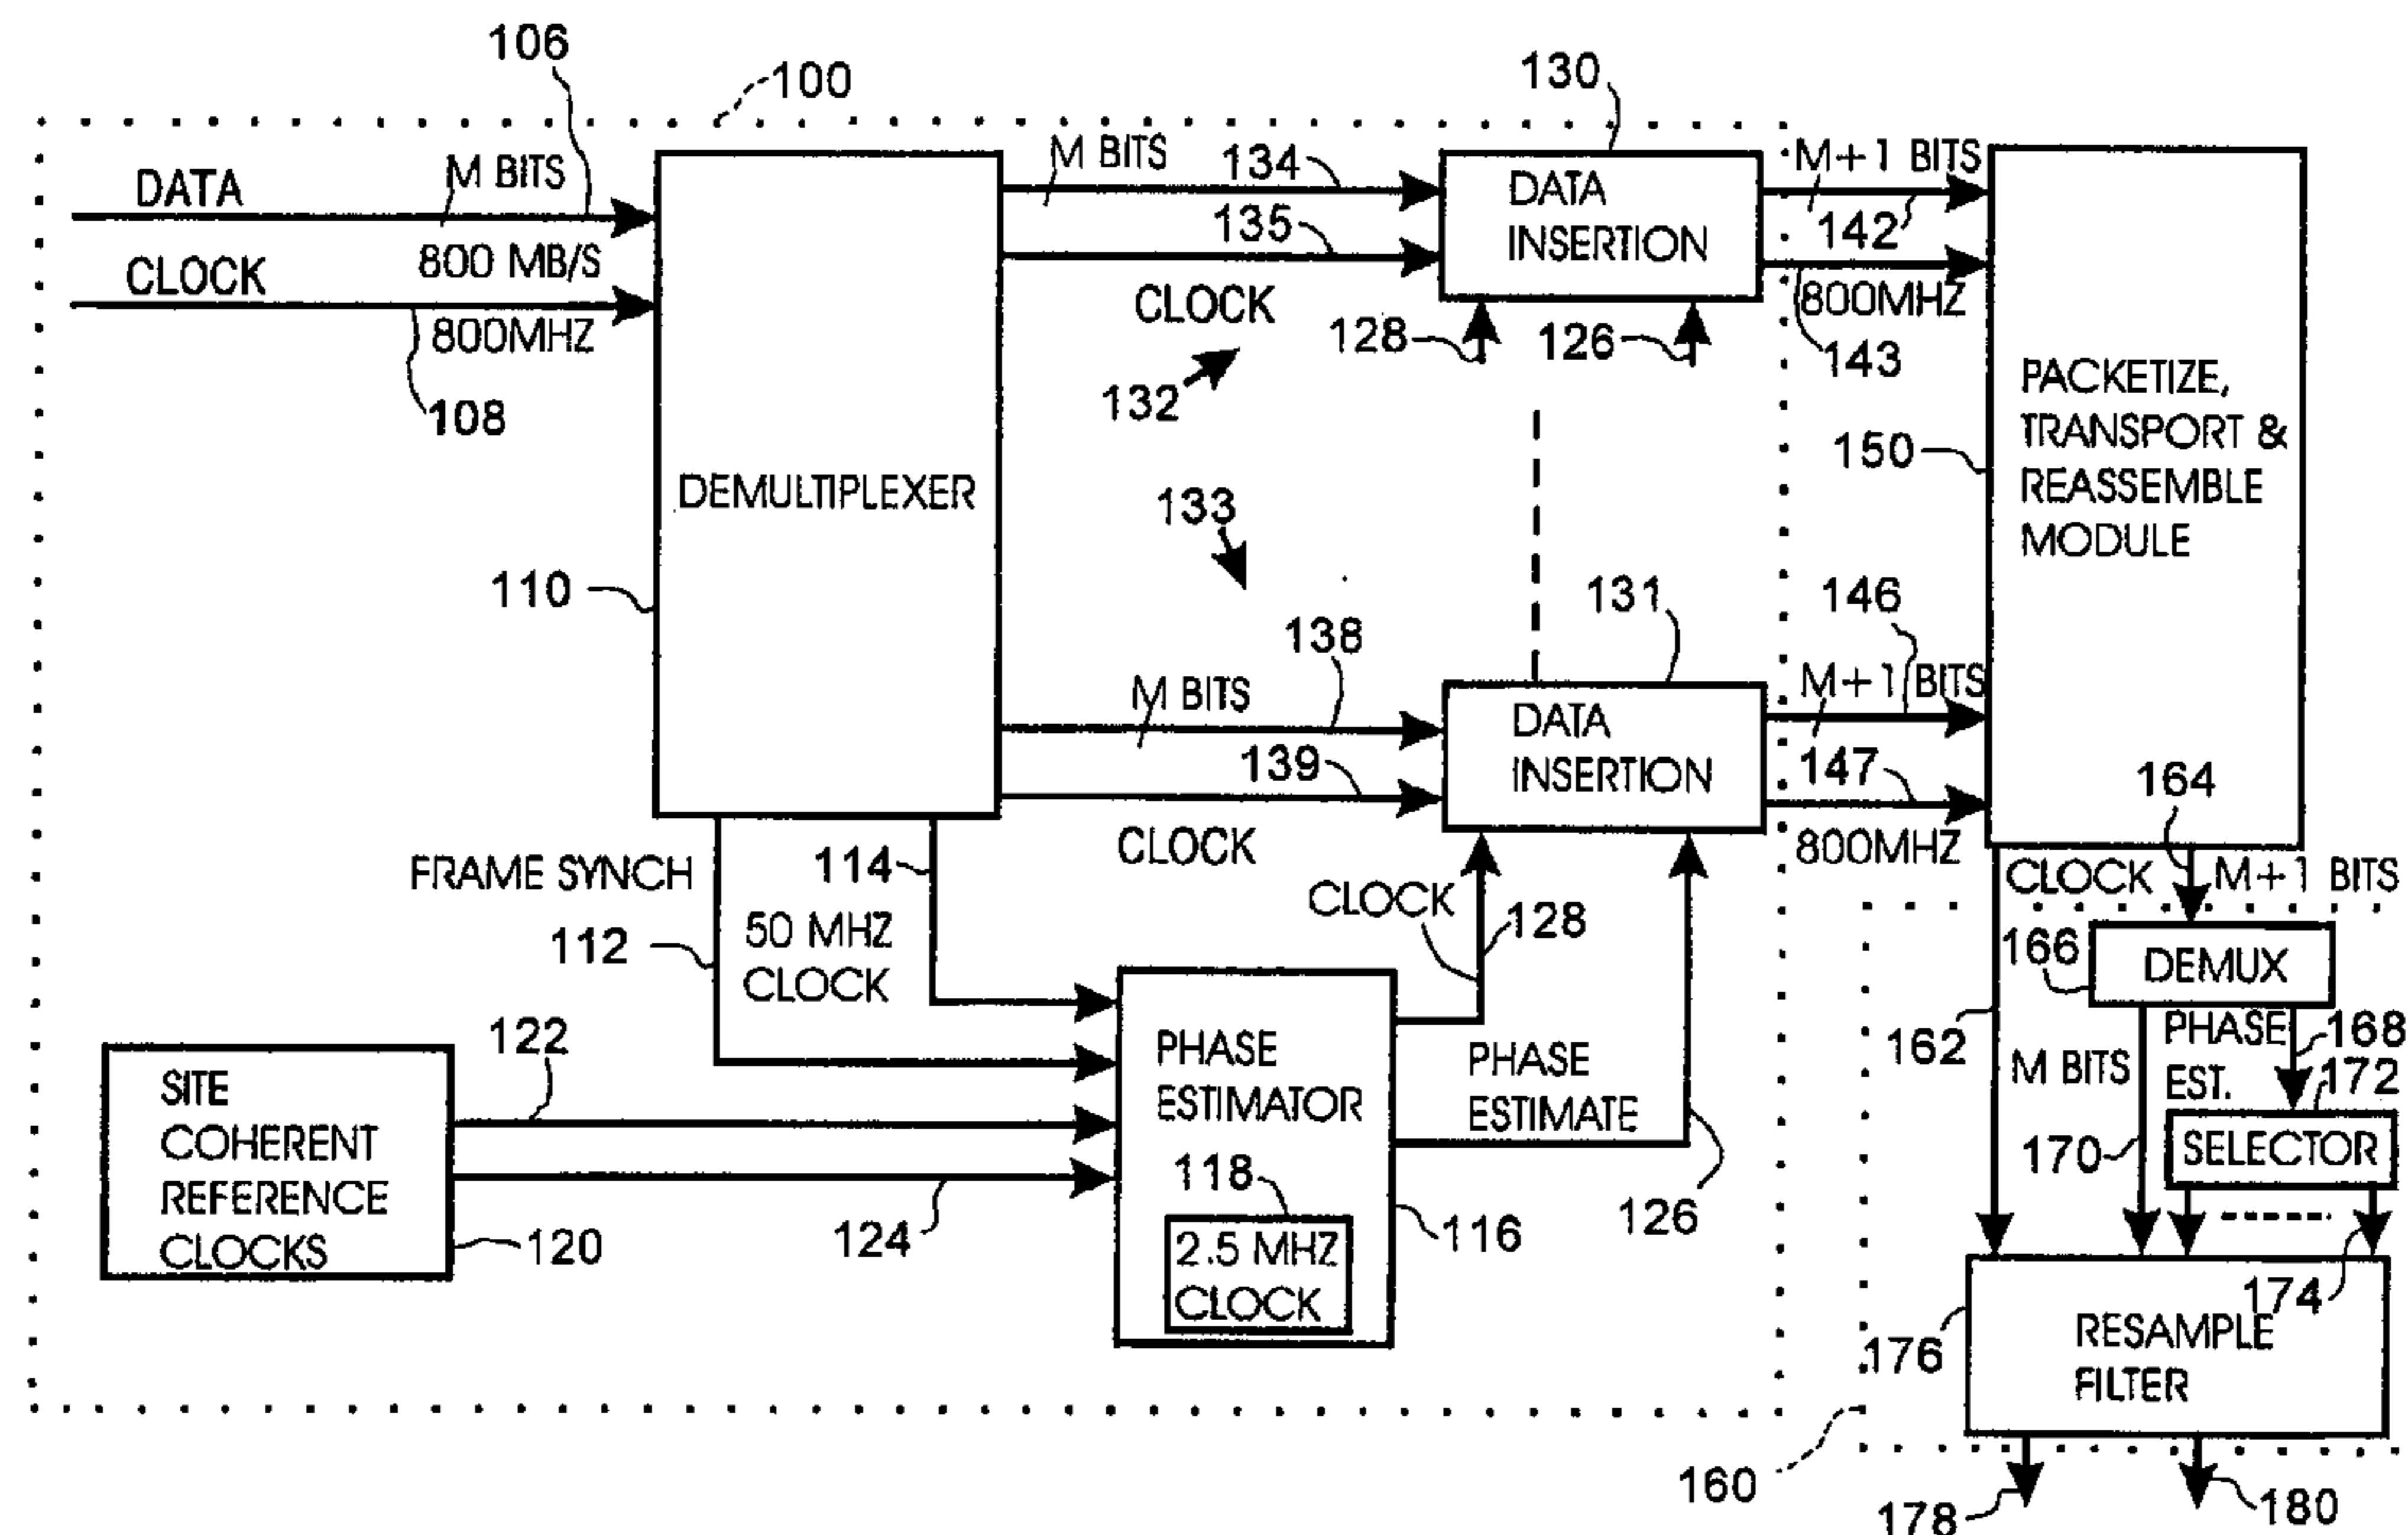 106
100
130
DATA
M BITS
800 MB/S
CLOCK
800MHZ
108
M BITS
134
135
CLOCK
132
DATA
INSERTION
128
126
M+1 BITS
142
800MHZ
143
110
DEMULTIPLEXER
133
PACKETIZE,
TRANSPORT &
REASSEMBLE
MODULE
150
138
M BITS
139
CLOCK
131
DATA
INSERTION
146
M+1 BITS
147
800MHZ
164
FRAME SYNCH
112
114
50 MHZ
CLOCK
CLOCK
128
CLOCK
M+1 BITS
166
DEMUX
162
M BITS
PHASE
EST.
168
172
170
SELECTOR
SITE
COHERENT
REFERENCE
CLOCKS
120
122
124
PHASE
ESTIMATOR
118
2.5 MHZ
CLOCK
116
PHASE
ESTIMATE
126
174
176
RESAMPLE
FILTER
160
178
180